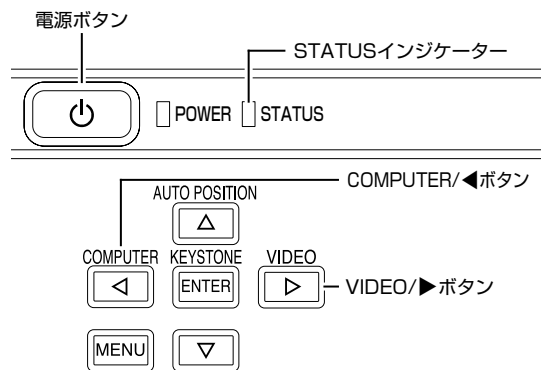 電源ボタン
STATUSインジケーター
POWER STATUS
COMPUTER/◀ボタン
AUTO POSITION
COMPUTER KEYSTONE VIDEO
ENTER
VIDEO/▶ボタン
MENU